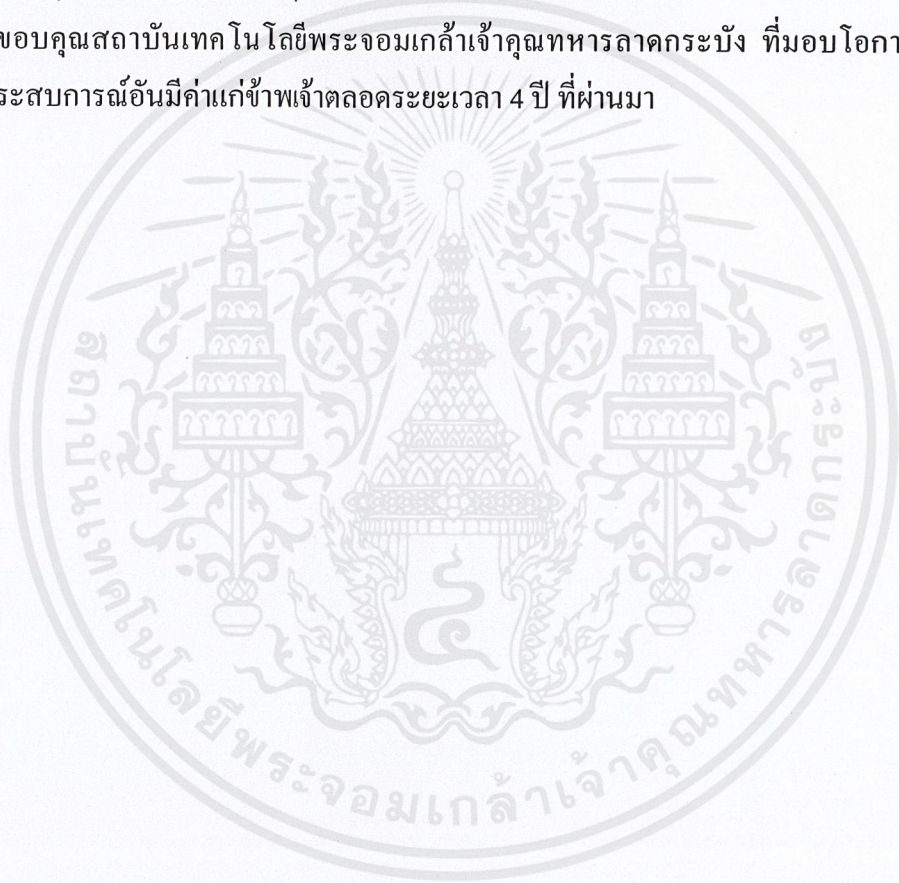 ขอบคุณสถาบันเทคโนโลยีพระจอมเกล้าเจ้าคุณทหารลาดกระบัง ที่มอบโอกา
ระสบการณ์อันมีค่าแก่ข้าพเจ้าตลอดระยะเวลา 4 ปี ที่ผ่านมา
สถาบันเทคโนโลยีพระจอมเกล้าเจ้าคุณทหารลาดกระบัง
๔